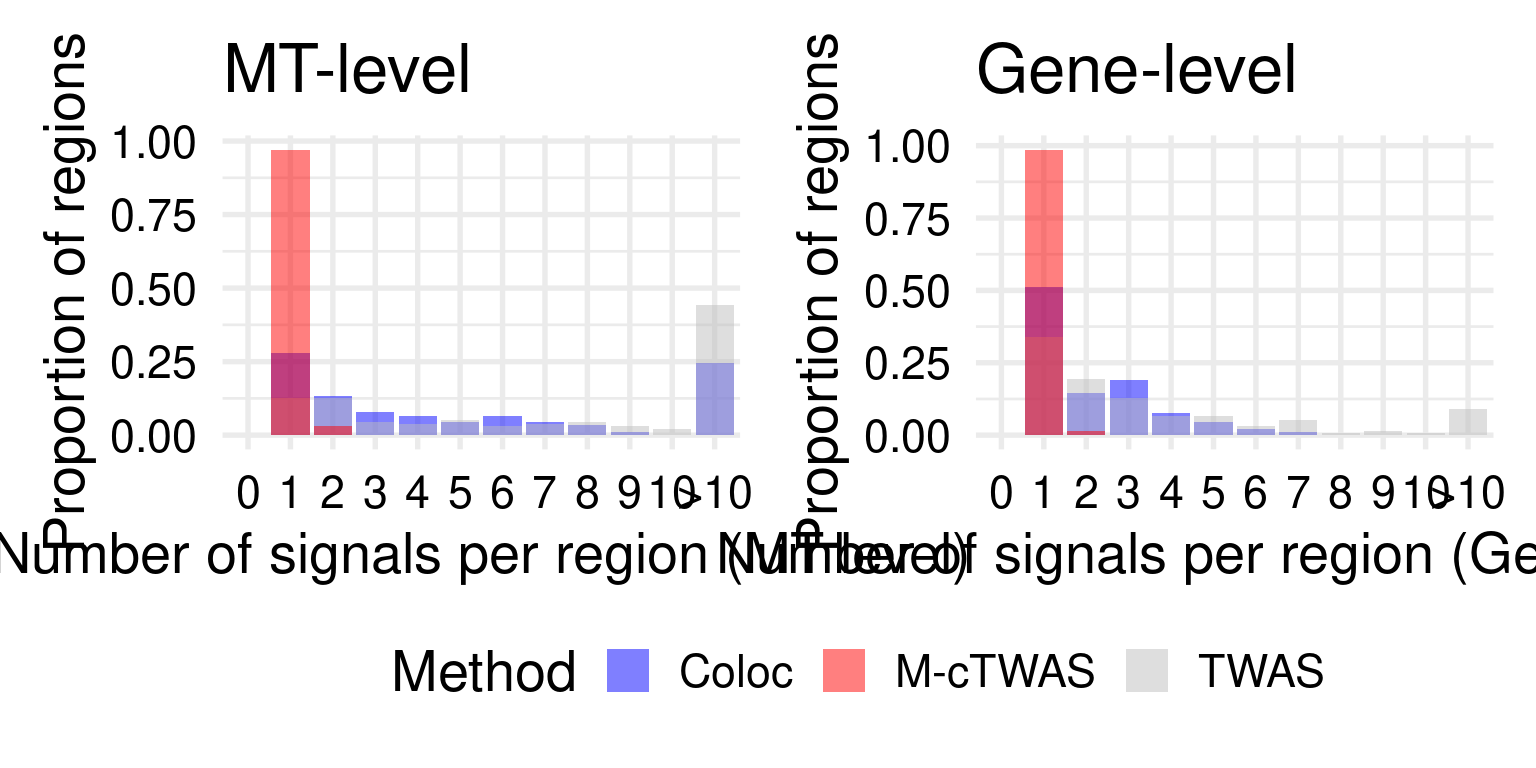 MT-level
Proportion of regions
1.00
0.75
0.50
0.25
0.00
0 1 2 3 4 5 6 7 8 9 10 >10
Number of signals per region (MT-level)
Gene-level
Proportion of regions
1.00
0.75
0.50
0.25
0.00
0 1 2 3 4 5 6 7 8 9 10 >10
Number of signals per region (Ge
Method Coloc M-cTWAS TWAS